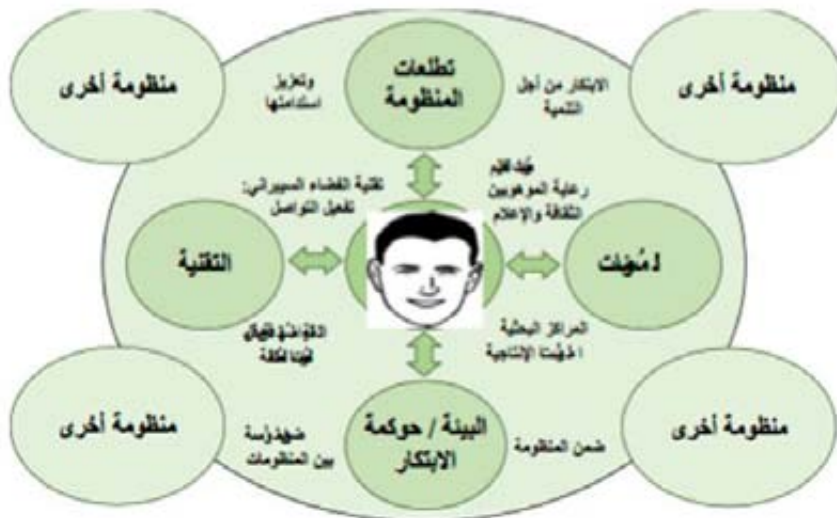 منظومة أخرى
تطلعات
المنظومة
منظومة أخرى
الابتكار من أجل
التنمية
وتعزيز
استدامتها
رعاية الموهوبين
الثقافة والإعلام
تقنية الفضاء السيبراني:
تفعيل التواصل
التقنية
المراكز البحثية
الإنتاجية
منظومة أخرى
البيئة / حوكمة
الابتكار
ضمن المنظومة
بين المنظومات
منظومة أخرى